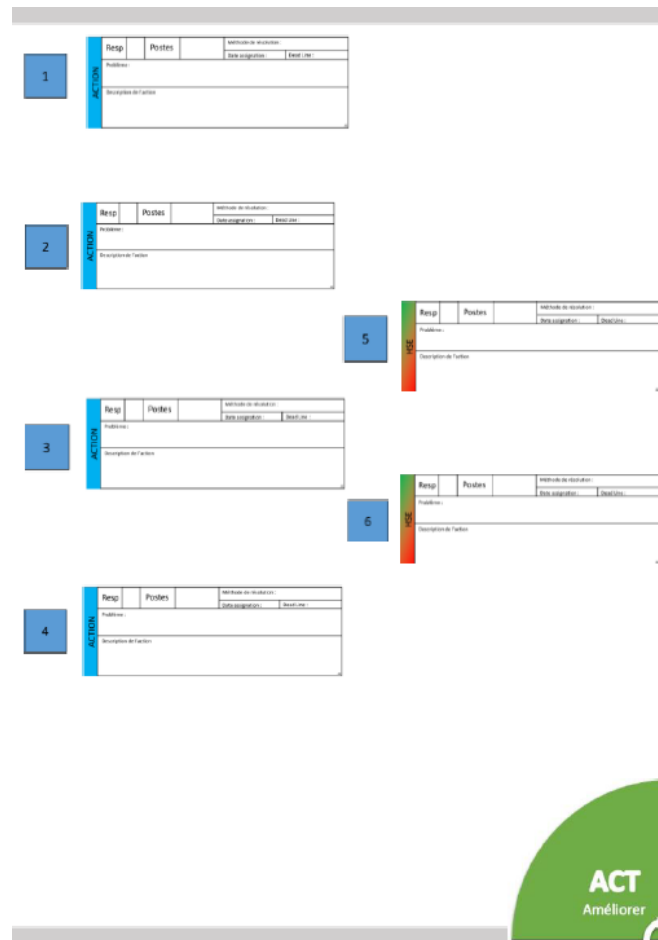 1
ACTION
Resp Postes Méthode de résolution :
Date assignation : Dead Line :
Problème :
Description de l'action
2
ACTION
Resp Postes Méthode de résolution :
Date assignation : Dead Line :
Problème :
Description de l'action
5
HSE
Resp Postes Méthode de résolution :
Date assignation : Dead Line :
Problème :
Description de l'action
3
ACTION
Resp Postes Méthode de résolution :
Date assignation : Dead Line :
Problème :
Description de l'action
6
HSE
Resp Postes Méthode de résolution :
Date assignation : Dead Line :
Problème :
Description de l'action
4
ACTION
Resp Postes Méthode de résolution :
Date assignation : Dead Line :
Problème :
Description de l'action
ACT
Améliorer